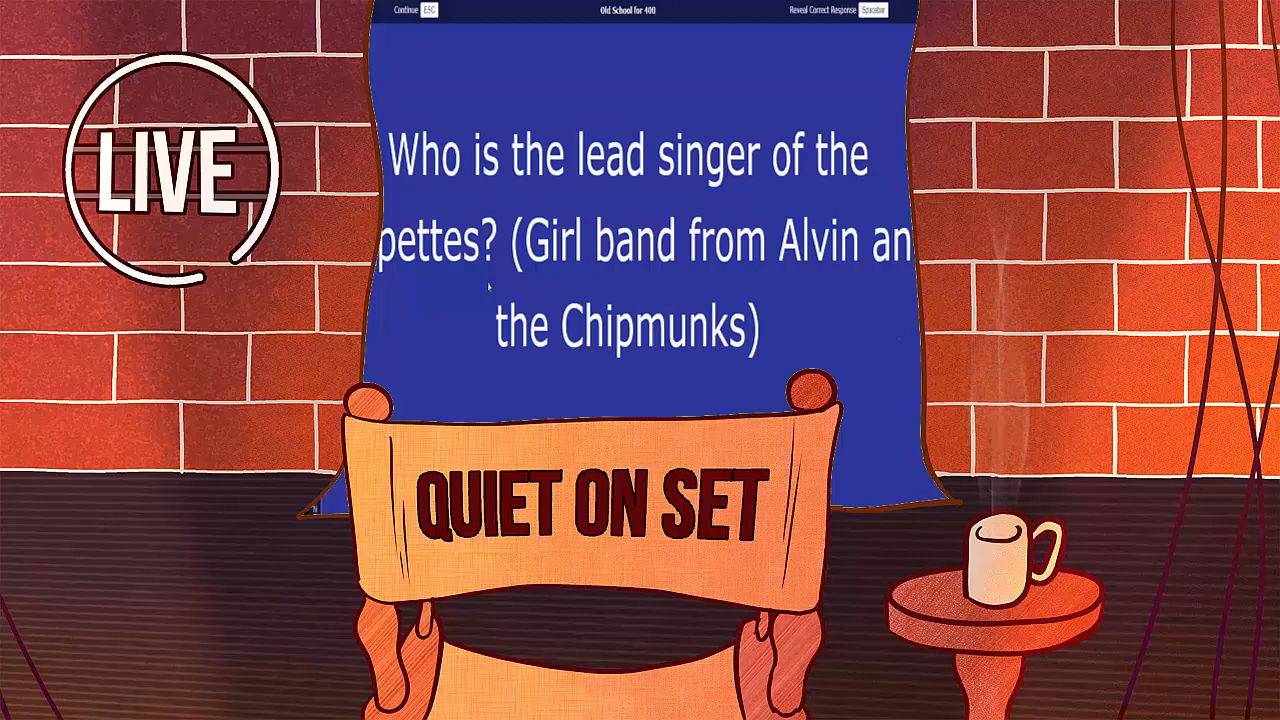 Continue ESC Old School for 400 Reveal Correct Response Spacebar
LIVE
Who is the lead singer of the
pettes? (Girl band from Alvin an
the Chipmunks)
QUIET ON SET